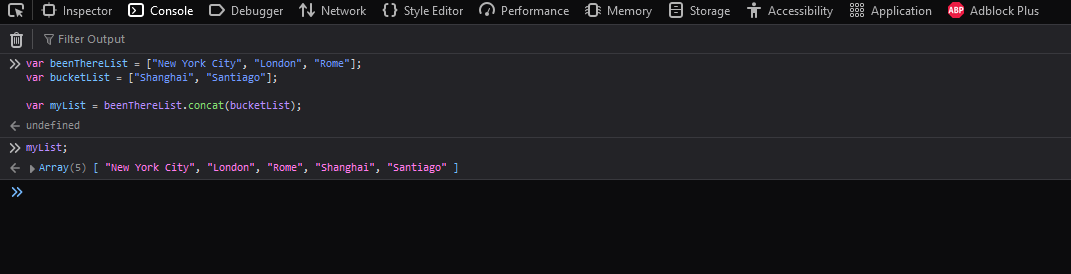 Inspector Console Debugger Network Style Editor Performance Memory Storage Accessibility Application ABP Adblock Plus
Filter Output
var beenThereList = ["New York City", "London", "Rome"];
var bucketList = ["Shanghai", "Santiago"];
var myList = beenThereList.concat(bucketList);
undefined
myList;
Array(5) [ "New York City", "London", "Rome", "Shanghai", "Santiago" ]